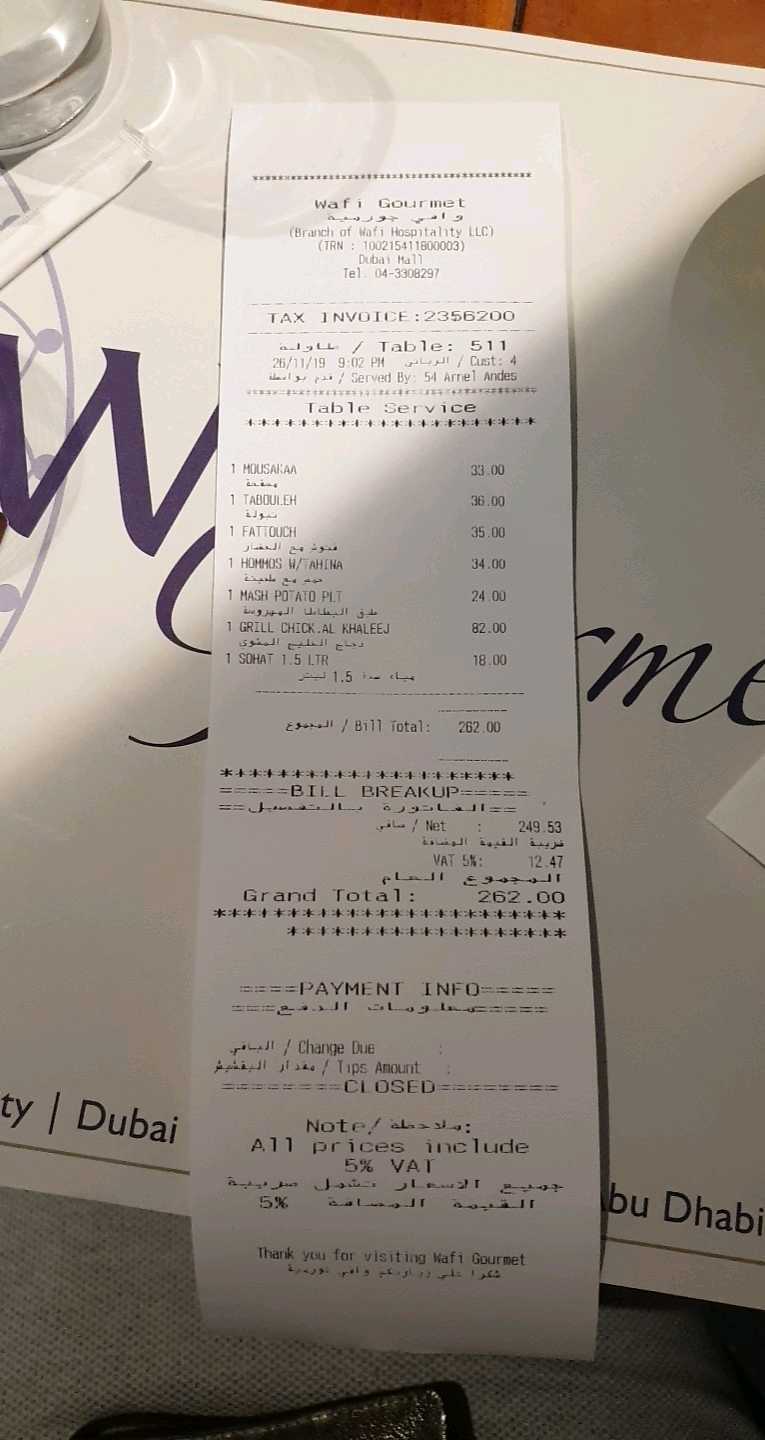 ********************************
Wafi Gourmet
وافي جورميه
(Branch of Wafi Hospitality LLC)
(TRN : 100215411800003)
Dubai Mall
Tel. 04-3308297
TAX INVOICE:2356200
طاولة / Table: 511
26/11/19 9:02 PM الزبائن / Cust: 4
قدم بواسطة / Served By: 54 Arnel Andes
********************************
Table Service
********************
1 MOUSAKAA 33.00
مسقعة
1 TABOULEH 36.00
تبولة
1 FATTOUCH 35.00
فتوش مع الخضار
1 HOMMOS W/TAHINA 34.00
حمص مع طحينة
1 MASH POTATO PLT 24.00
طبق البطاطا المهروسة
1 GRILL CHICK.AL KHALEEJ 82.00
دجاج الخليج المشوي
1 SOHAT 1.5 LTR 18.00
مياه صحة 1.5 ليتر
المجموع / Bill Total: 262.00
********************
=====BILL BREAKUP=====
==الفاتورة بالتفصيل==
صافي / Net : 249.53
ضريبة القيمة المضافة
VAT 5%: 12.47
المجموع العام
Grand Total: 262.00
************************
*******************
====PAYMENT INFO=====
===معلومات الدفع=====
الباقي / Change Due :
مقدار البقشيش / Tips Amount :
========CLOSED========
Note/ ملاحظة:
All prices include
5% VAT
جميع الاسعار تشمل ضريبة
القيمة المضافة 5%
Thank you for visiting Wafi Gourmet
شكرا على زيارتكم وافي جورميه
W
rme
ty | Dubai
Abu Dhabi